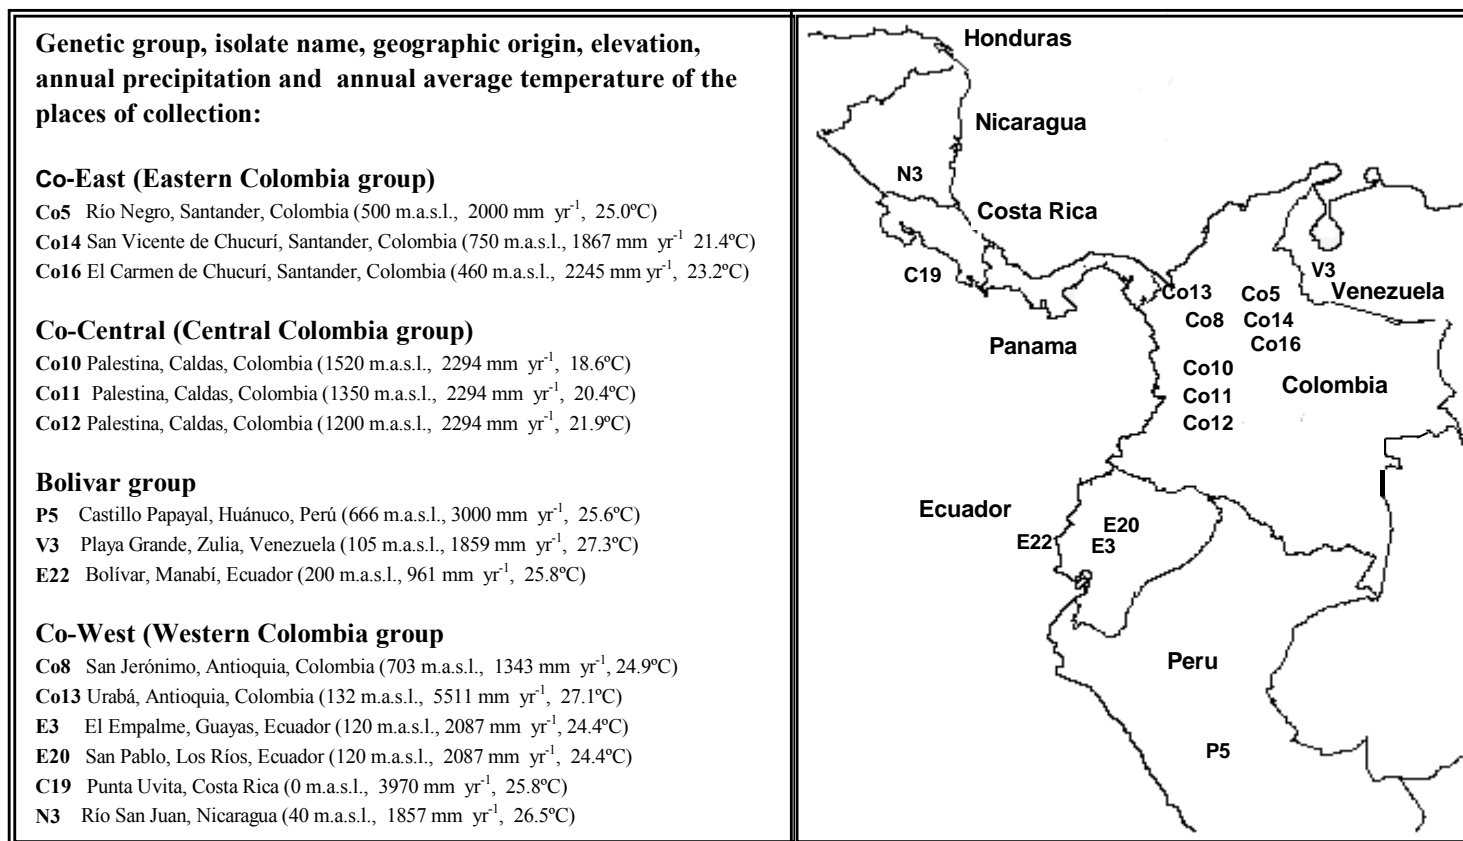 Genetic group, isolate name, geographic origin, elevation,
annual precipitation and annual average temperature of the
places of collection:
Co-East (Eastern Colombia group)
Co5 Río Negro, Santander, Colombia (500 m.a.s.l., 2000 mm yr-1, 25.0ºC)
Co14 San Vicente de Chucurí, Santander, Colombia (750 m.a.s.l., 1867 mm yr-1 21.4ºC)
Co16 El Carmen de Chucurí, Santander, Colombia (460 m.a.s.l., 2245 mm yr-1, 23.2ºC)
Co-Central (Central Colombia group)
Co10 Palestina, Caldas, Colombia (1520 m.a.s.l., 2294 mm yr-1, 18.6ºC)
Co11 Palestina, Caldas, Colombia (1350 m.a.s.l., 2294 mm yr-1, 20.4ºC)
Co12 Palestina, Caldas, Colombia (1200 m.a.s.l., 2294 mm yr-1, 21.9ºC)
Bolivar group
P5 Castillo Papayal, Huánuco, Perú (666 m.a.s.l., 3000 mm yr-1, 25.6ºC)
V3 Playa Grande, Zulia, Venezuela (105 m.a.s.l., 1859 mm yr-1, 27.3ºC)
E22 Bolívar, Manabí, Ecuador (200 m.a.s.l., 961 mm yr-1, 25.8ºC)
Co-West (Western Colombia group
Co8 San Jerónimo, Antioquia, Colombia (703 m.a.s.l., 1343 mm yr-1, 24.9ºC)
Co13 Urabá, Antioquia, Colombia (132 m.a.s.l., 5511 mm yr-1, 27.1ºC)
E3 El Empalme, Guayas, Ecuador (120 m.a.s.l., 2087 mm yr-1, 24.4ºC)
E20 San Pablo, Los Ríos, Ecuador (120 m.a.s.l., 2087 mm yr-1, 24.4ºC)
C19 Punta Uvita, Costa Rica (0 m.a.s.l., 3970 mm yr-1, 25.8ºC)
N3 Río San Juan, Nicaragua (40 m.a.s.l., 1857 mm yr-1, 26.5ºC)
Honduras
Nicaragua
N3
Costa Rica
C19
V3
Co13 Co5 Venezuela
Co8 Co14
Panama Co16
Co10
Colombia
Co11
Co12
Ecuador
E20
E22 E3
Peru
P5